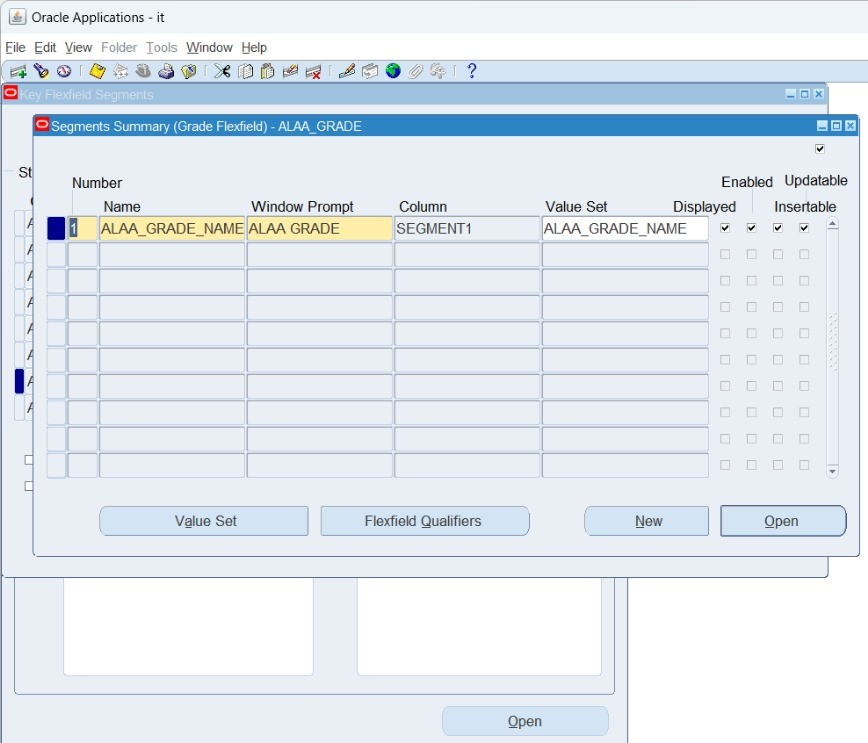 Oracle Applications - it
File Edit View Folder Tools Window Help
Key Flexfield Segments
Segments Summary (Grade Flexfield) - ALAA_GRADE
St
Number
Enabled Updatable
Name Window Prompt Column Value Set Displayed Insertable
1 ALAA_GRADE_NAME ALAA GRADE SEGMENT1 ALAA_GRADE_NAME
Value Set Flexfield Qualifiers New Open
Open